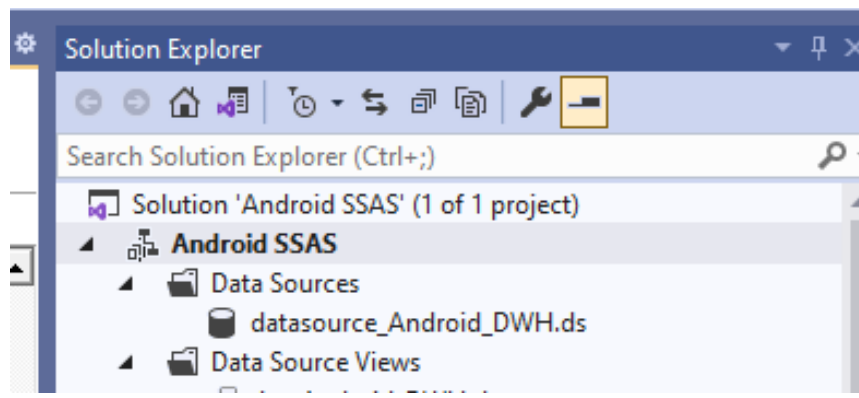 Solution Explorer
Search Solution Explorer (Ctrl+;)
Solution 'Android SSAS' (1 of 1 project)
Android SSAS
Data Sources
datasource_Android_DWH.ds
Data Source Views